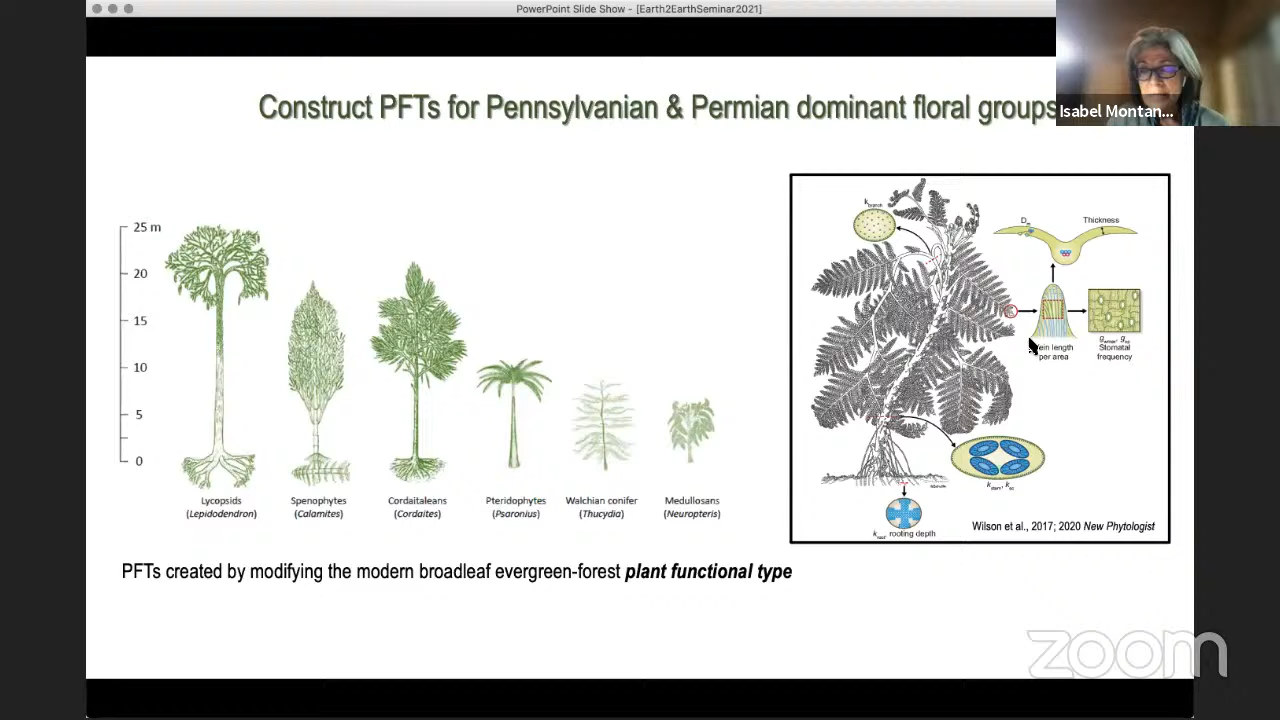 PowerPoint Slide Show - [Earth2EarthSeminar2021]
Construct PFTs for Pennsylvanian & Permian dominant floral groups
Isabel Montan...
25 m
20
15
10
5
0
Lycopsids
(Lepidodendron)
Spenophytes
(Calamites)
Cordaitaleans
(Cordaites)
Pteridophytes
(Psaronius)
Walchian conifer
(Thucydia)
Medullosans
(Neuropteris)
Thickness
length
per area
Stomatal
frequency
rooting depth
Wilson et al., 2017; 2020 New Phytologist
PFTs created by modifying the modern broadleaf evergreen-forest plant functional type
zoom